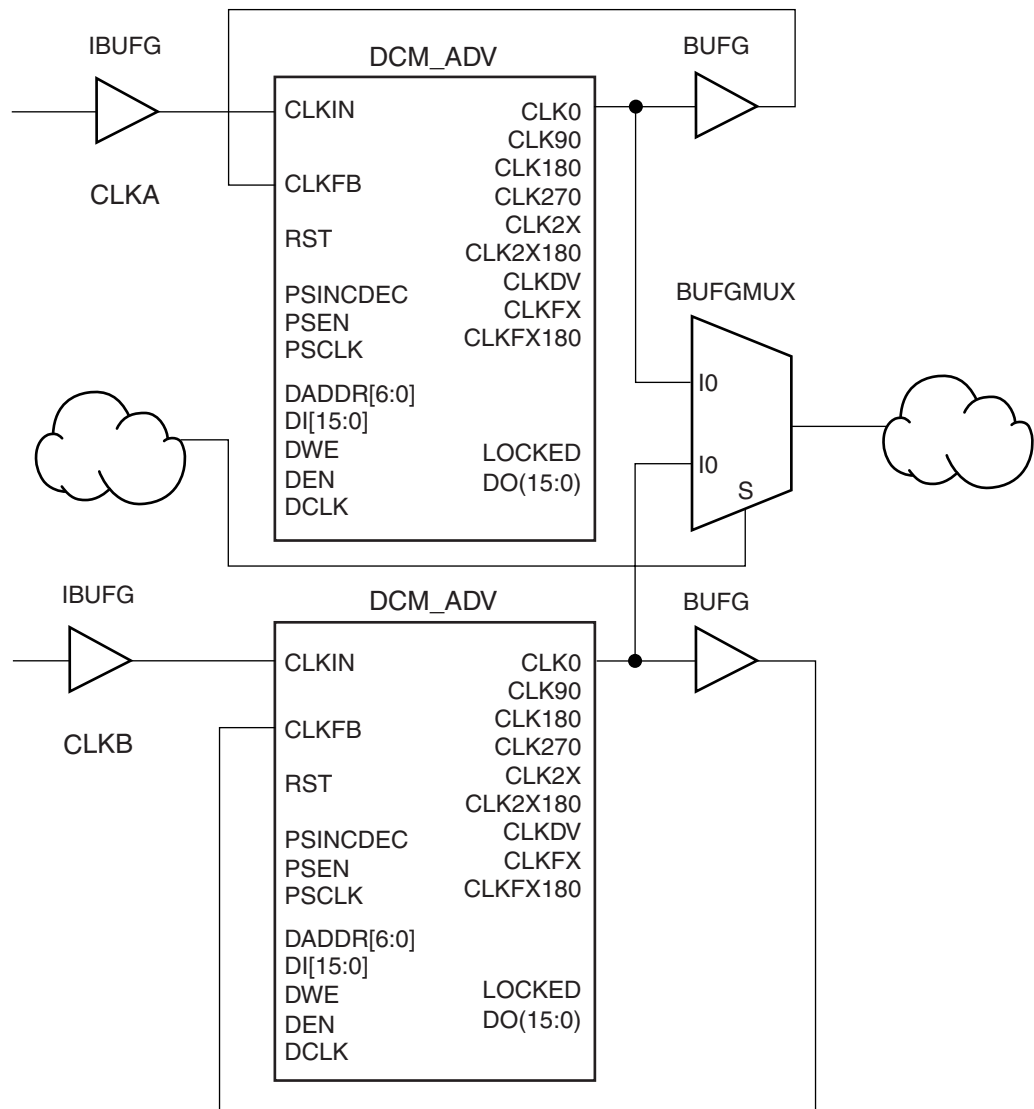 IBUFG
CLKA
DCM_ADV
CLKIN
CLKFB
RST
PSINCDEC
PSEN
PSCLK
DADDR[6:0]
DI[15:0]
DWE
DEN
DCLK
CLK0
CLK90
CLK180
CLK270
CLK2X
CLK2X180
CLKDV
CLKFX
CLKFX180
LOCKED
DO(15:0)
BUFG
BUFGMUX
I0
I0
S
IBUFG
CLKB
DCM_ADV
CLKIN
CLKFB
RST
PSINCDEC
PSEN
PSCLK
DADDR[6:0]
DI[15:0]
DWE
DEN
DCLK
CLK0
CLK90
CLK180
CLK270
CLK2X
CLK2X180
CLKDV
CLKFX
CLKFX180
LOCKED
DO(15:0)
BUFG